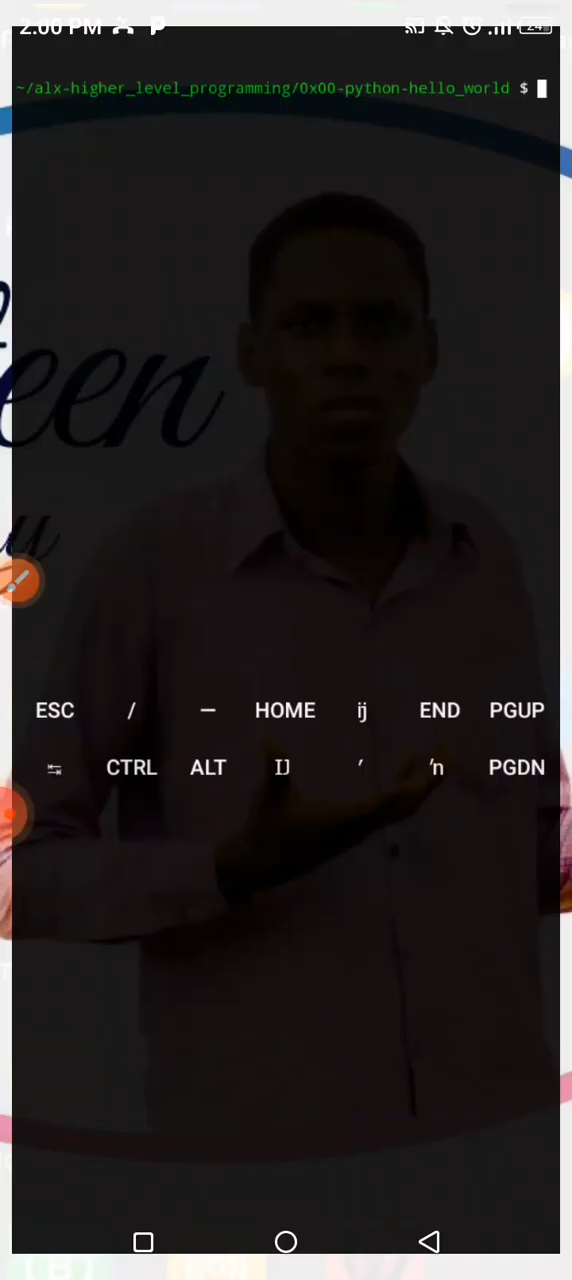 2:00 PM
24
~/alx-higher_level_programming/0x00-python-hello_world $
een
ESC / — HOME ĳ END PGUP
↹ CTRL ALT Ĳ ′ ŉ PGDN